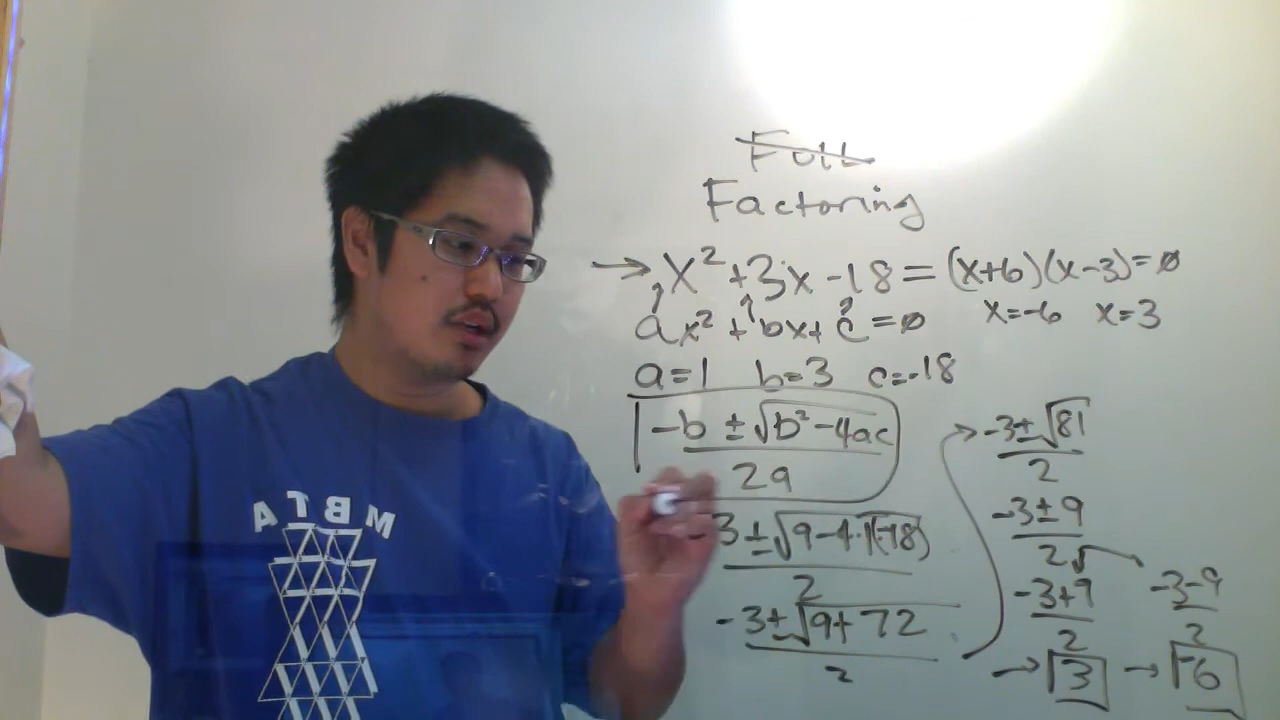 FOIL
Factoring
→ x² + 3x - 18 = (x+6)(x-3) = ∅
ax² + bx + c = ∅
x=-6 x=3
a=1 b=3 c=-18
-b ± √b² - 4ac
2a
-3 ± √9-4·1(-18)
2
-3 ± √9+72
2
-3 ± √81
2
-3 ± 9
2
-3+9
2
→ 3
-3-9
2
→ -6
MBTA